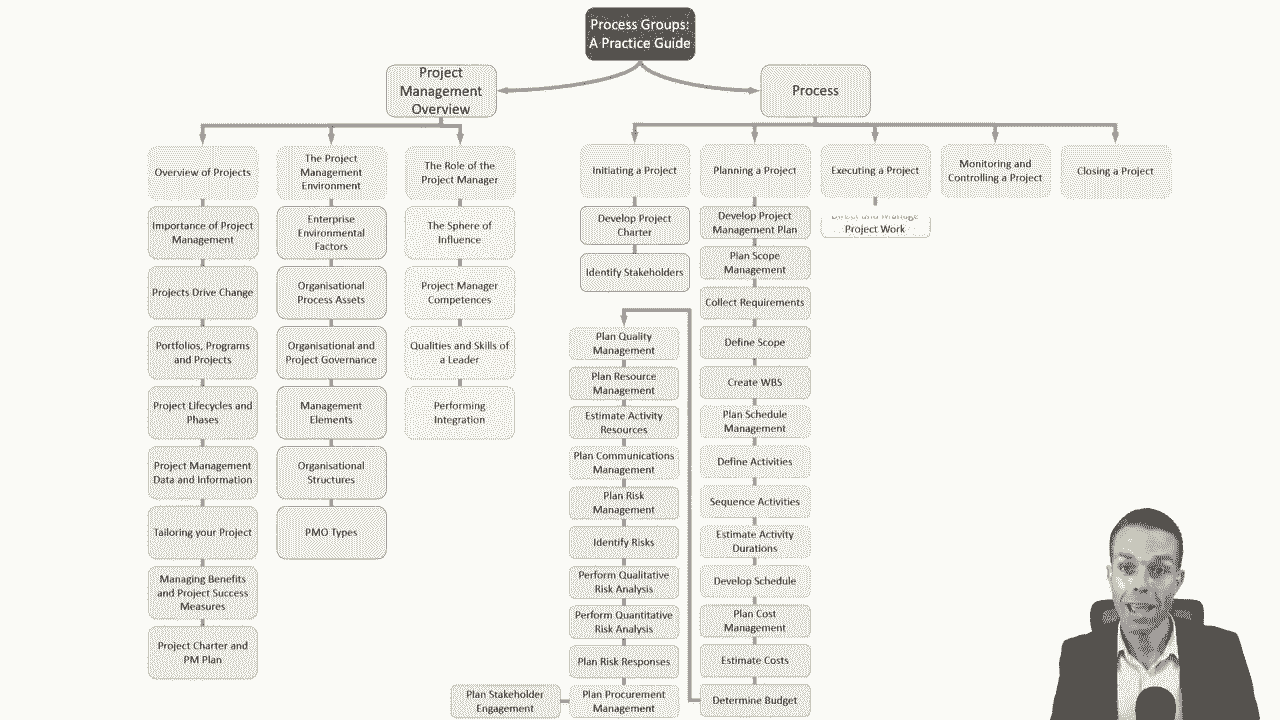 Process Groups:
A Practice Guide
Project
Management
Overview
Process
Overview of Projects
Importance of Project
Management
Projects Drive Change
Portfolios, Programs
and Projects
Project Lifecycles and
Phases
Project Management
Data and Information
Tailoring your Project
Managing Benefits
and Project Success
Measures
Project Charter and
PM Plan
The Project
Management
Environment
Enterprise
Environmental
Factors
Organisational
Process Assets
Organisational and
Project Governance
Management
Elements
Organisational
Structures
PMO Types
The Role of the
Project Manager
The Sphere of
Influence
Project Manager
Competences
Qualities and Skills of
a Leader
Performing
Integration
Initiating a Project
Develop Project
Charter
Identify Stakeholders
Planning a Project
Develop Project
Management Plan
Plan Scope
Management
Collect Requirements
Define Scope
Create WBS
Plan Schedule
Management
Define Activities
Sequence Activities
Estimate Activity
Durations
Develop Schedule
Plan Cost
Management
Estimate Costs
Determine Budget
Plan Quality
Management
Plan Resource
Management
Estimate Activity
Resources
Plan Communications
Management
Plan Risk
Management
Identify Risks
Perform Qualitative
Risk Analysis
Perform Quantitative
Risk Analysis
Plan Risk Responses
Plan Procurement
Management
Plan Stakeholder
Engagement
Executing a Project
Direct and Manage
Project Work
Monitoring and
Controlling a Project
Closing a Project